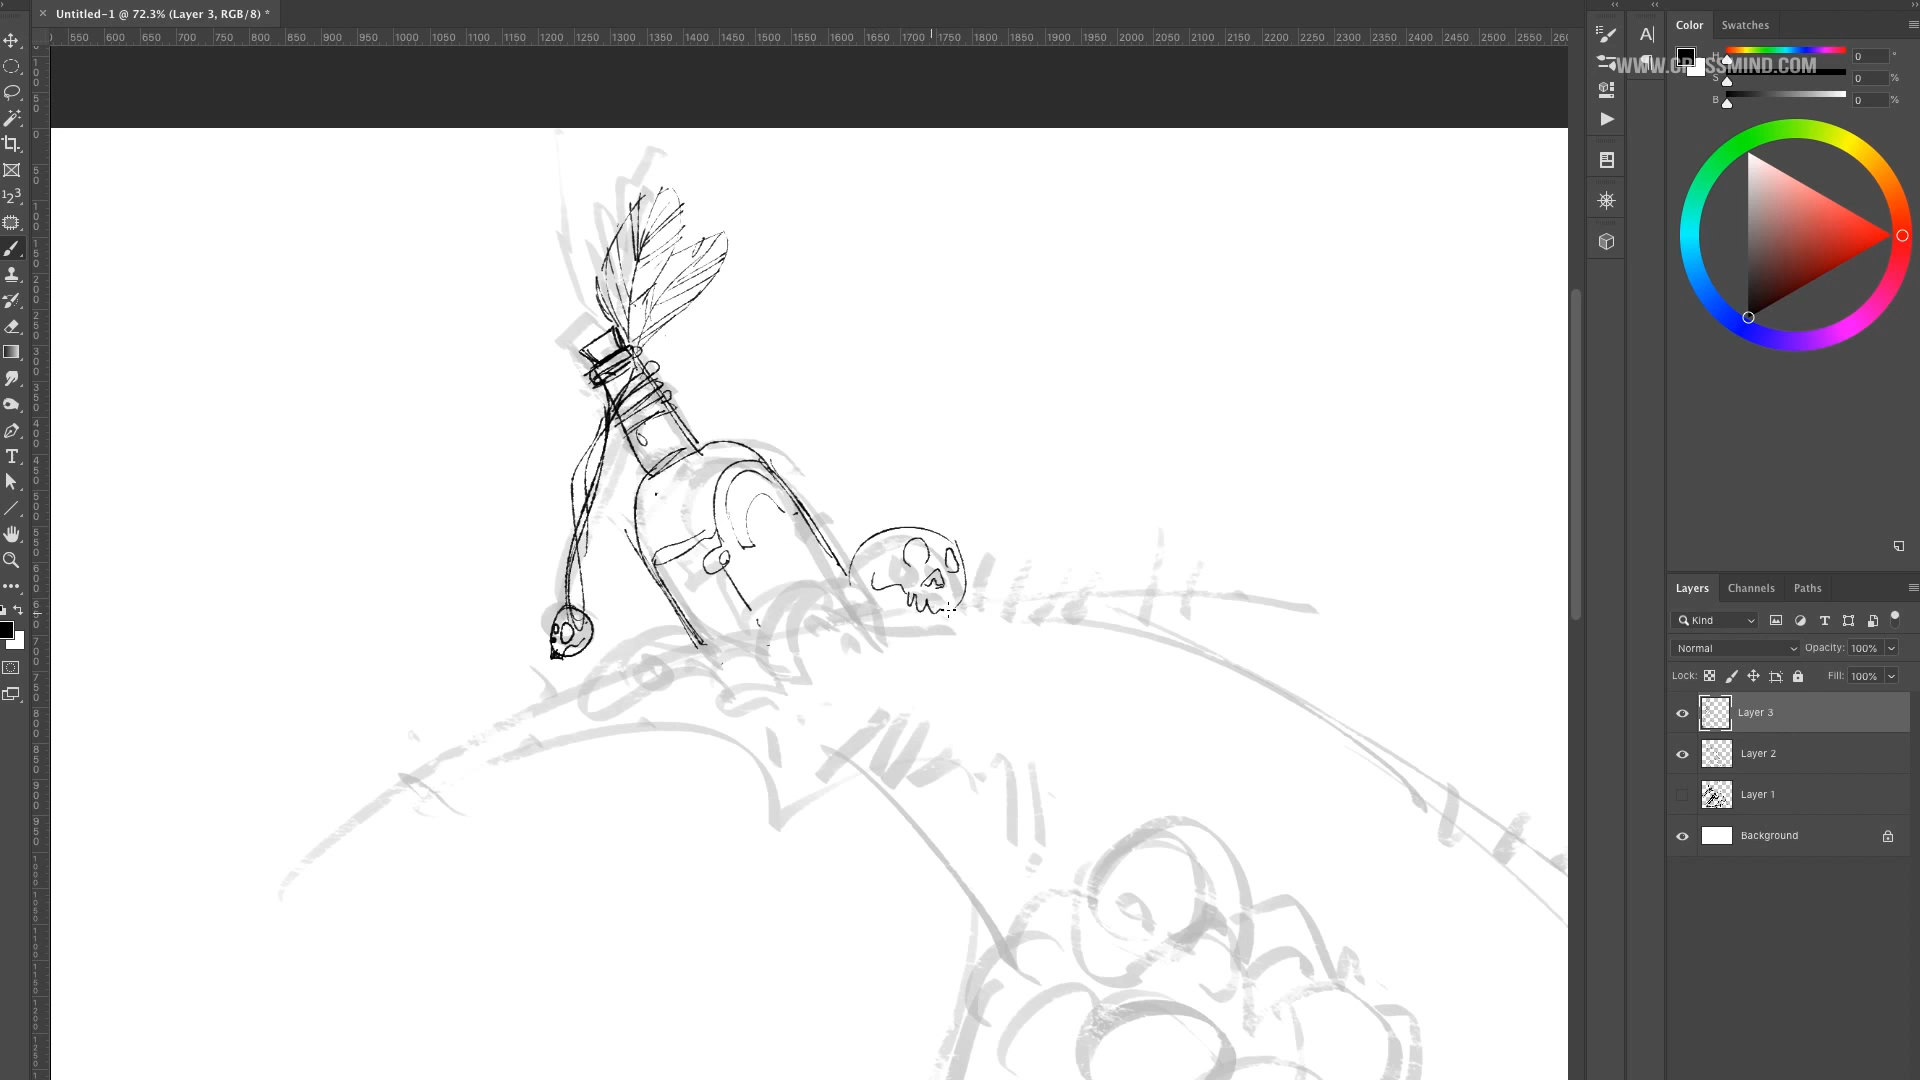 Untitled-1 @ 72.3% (Layer 3, RGB/8) *
550 600 650 700 750 800 850 900 950 1000 1050 1100 1150 1200 1250 1300 1350 1400 1450 1500 1550 1600 1650 1700 1750 1800 1850 1900 1950 2000 2050 2100 2150 2200 2250 2300 2350 2400 2450 2500 2550
Color
Swatches
H
0
°
WWW.CROSSMIND.COM
S
0
%
B
0
%
Layers
Channels
Paths
Kind
Normal
Opacity:
100%
Lock:
Fill:
100%
Layer 3
Layer 2
Layer 1
Background